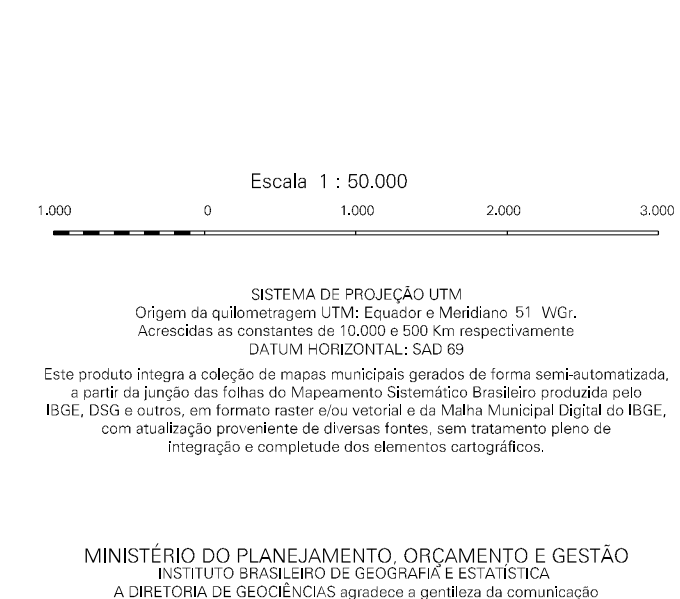 Escala 1 : 50.000
1.000 0 1.000 2.000 3.000
SISTEMA DE PROJEÇÃO UTM
Origem da quilometragem UTM: Equador e Meridiano 51 WGr.
Acrescidas as constantes de 10.000 e 500 Km respectivamente
DATUM HORIZONTAL: SAD 69
Este produto integra a coleção de mapas municipais gerados de forma semi-automatizada,
a partir da junção das folhas do Mapeamento Sistemático Brasileiro produzida pelo
IBGE, DSG e outros, em formato raster e/ou vetorial e da Malha Municipal Digital do IBGE,
com atualização proveniente de diversas fontes, sem tratamento pleno de
integração e completude dos elementos cartográficos.
MINISTÉRIO DO PLANEJAMENTO, ORÇAMENTO E GESTÃO
INSTITUTO BRASILEIRO DE GEOGRAFIA E ESTATÍSTICA
A DIRETORIA DE GEOCIÊNCIAS agradece a gentileza da comunicação